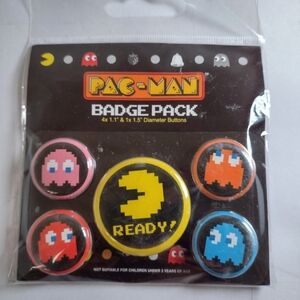 PAC-MAN
BADGE PACK
4x 1.1" & 1x 1.5" Diameter Buttons
READY!
NOT SUITABLE FOR CHILDREN UNDER 3 YEARS OF AGE